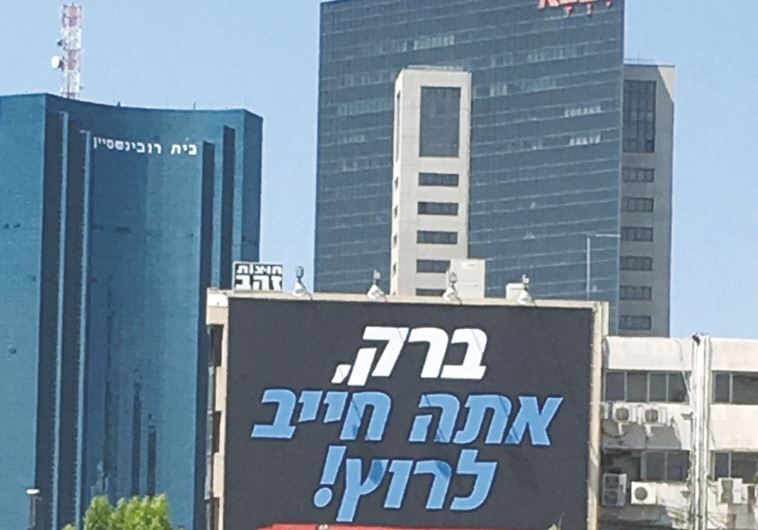 בית רובינשטיין
חוצות
זהב
ברק,
אתה חייב
לרוץ!